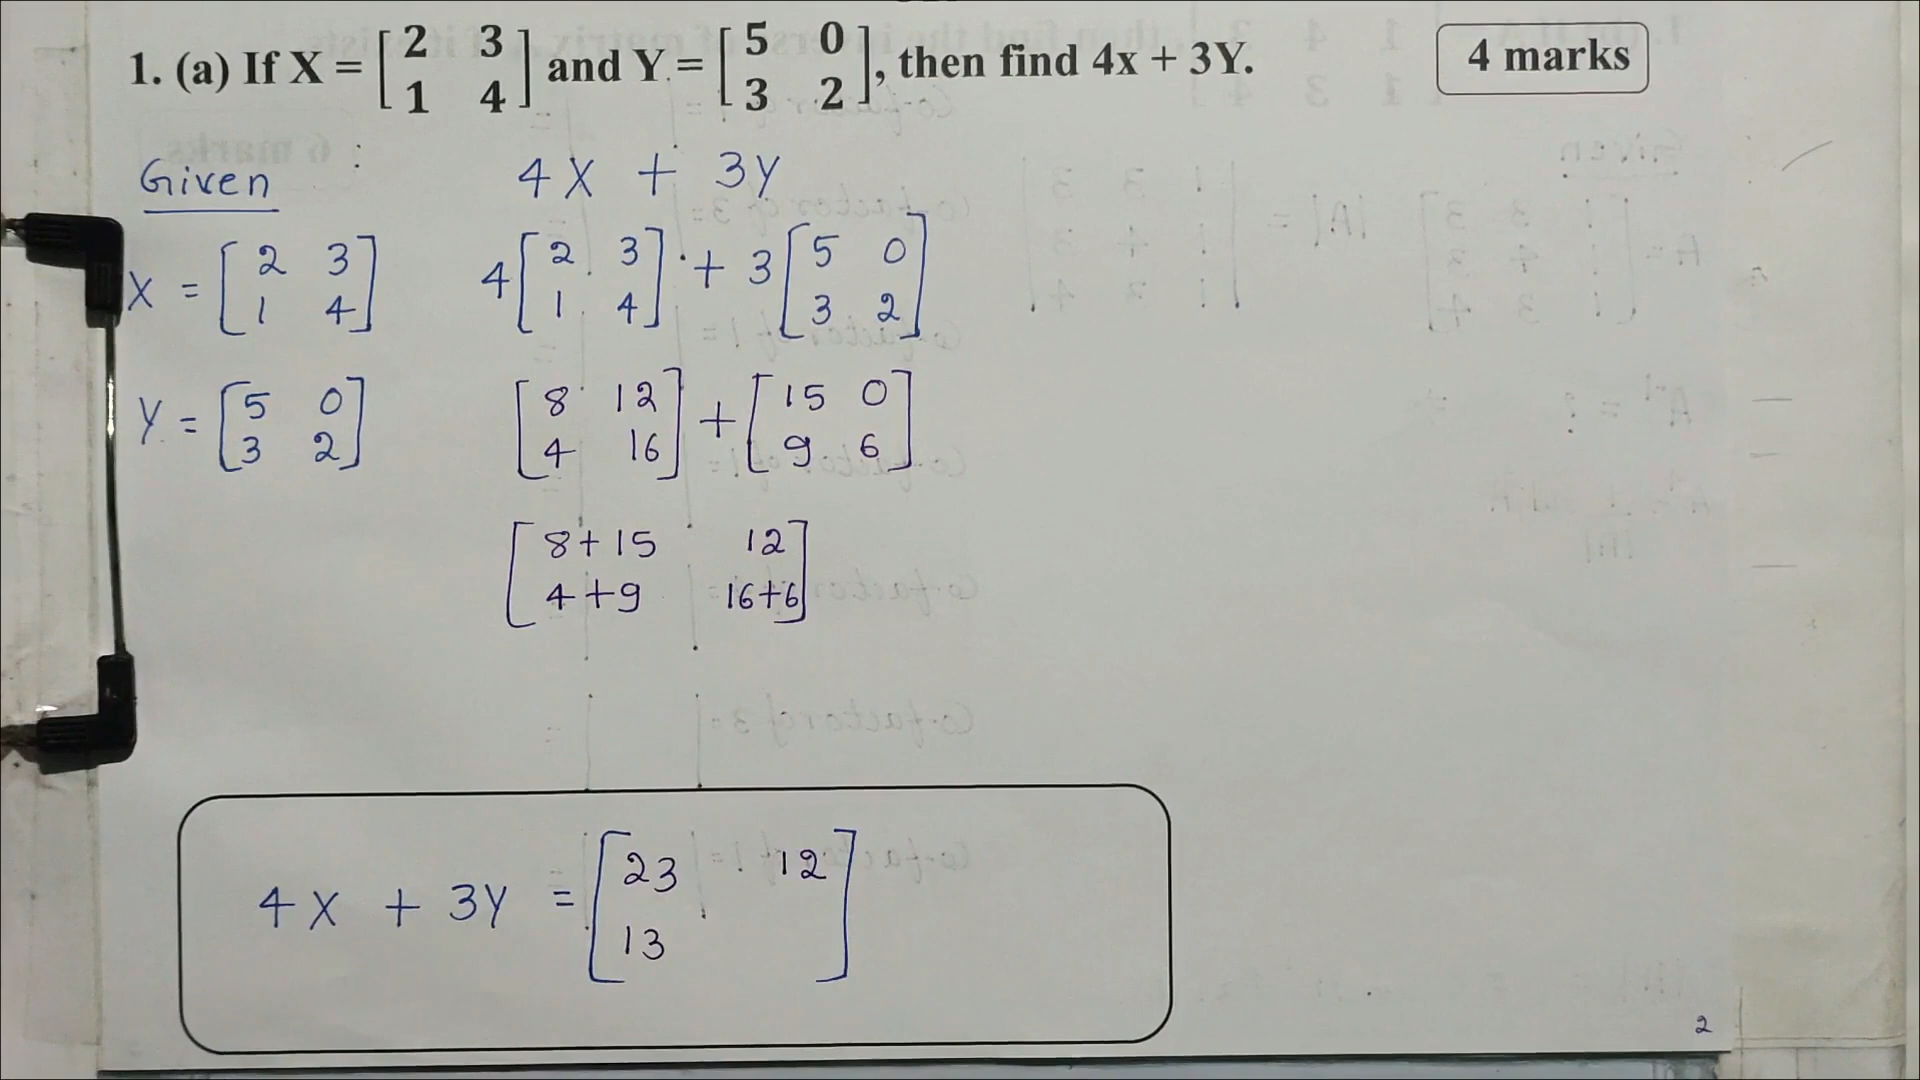 1. (a) If X = [2 3
1 4] and Y = [5 0
3 2], then find 4x + 3Y.
4 marks
Given :
X = [2 3
1 4]
Y = [5 0
3 2]
4X + 3Y
4[2 3
1 4] + 3[5 0
3 2]
[8 12
4 16] + [15 0
9 6]
[8+15 12
4+9 16+6]
4X + 3Y = [23 12
13 ]
2